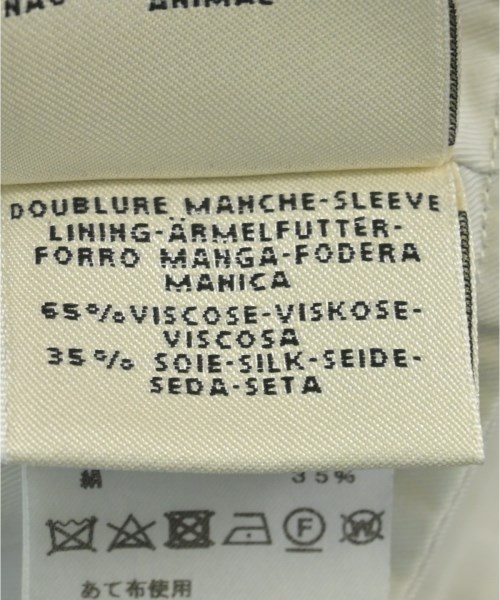 ANIMAL
DOUBLURE MANCHE-SLEEVE
LINING-ÄRMELFUTTER-
FORRO MANGA-FODERA
MANICA
65%VISCOSE-VISKOSE-
VISCOSA
35% SOIE-SILK-SEIDE-
SEDA-SETA
絹 35%
F W
あて布使用